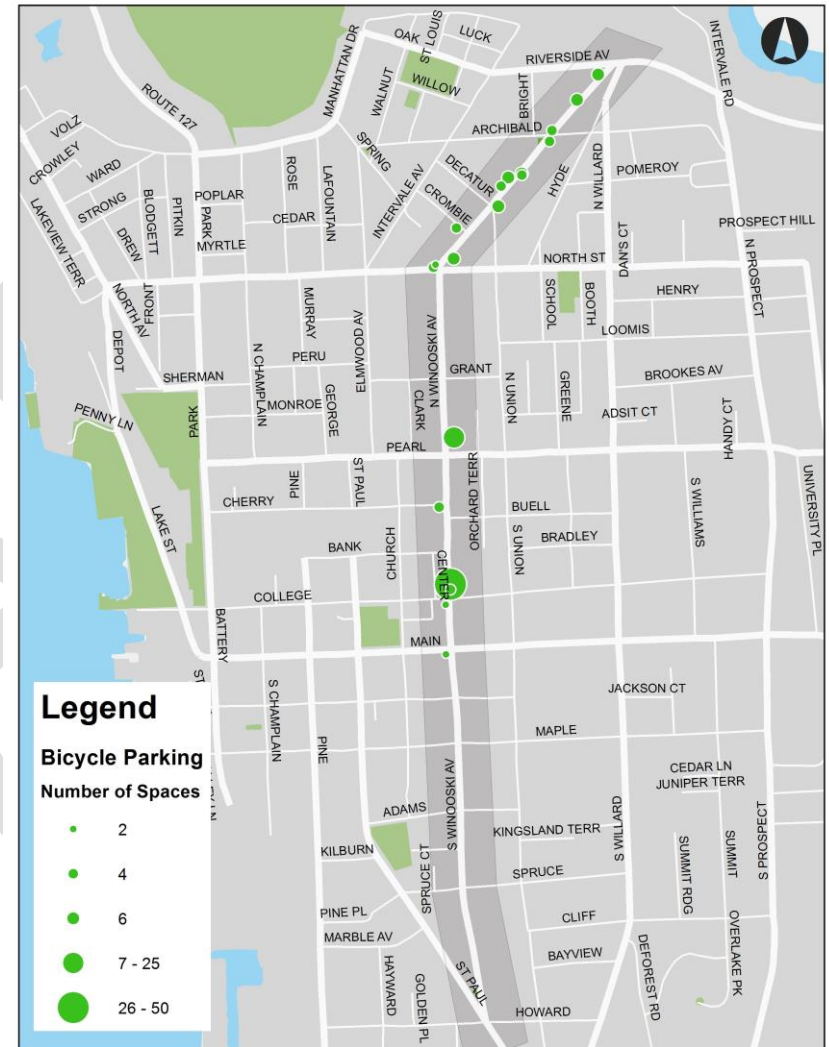 OAK
ST LOUIS
LUCK
MANHATTAN DR
INTERVALE RD
RIVERSIDE AV
ROUTE 127
WALNUT
WILLOW
BRIGHT
VOLZ
ARCHIBALD
CROWLEY
WARD
SPRING
HYDE
N WILLARD
POMEROY
ROSE
LAFOUNTAIN
INTERVALE AV
DECATUR
CROMBIE
STRONG
BLODGETT
PITKIN
POPLAR
PARK
CEDAR
LAKEVIEW TERR
DREW
MYRTLE
DAN'S CT
PROSPECT HILL
N PROSPECT
NORTH ST
NORTH AV
FRONT
DEPOT
MURRAY
ELMWOOD AV
N WINOOSKI AV
SCHOOL
BOOTH
HENRY
LOOMIS
N CHAMPLAIN
PERU
GRANT
SHERMAN
GEORGE
CLARK
N UNION
GREENE
BROOKES AV
MONROE
ADSIT CT
HANDY CT
PENNY LN
PARK
PEARL
ORCHARD TERR
ST PAUL
PINE
CHERRY
S WILLIAMS
UNIVERSITY PL
BUELL
LAKE ST
CHURCH
S UNION
BRADLEY
BANK
CENTER
COLLEGE
BATTERY
MAIN
ST
S CHAMPLAIN
JACKSON CT
PINE
MAPLE
S WINOOSKI AV
CEDAR LN
JUNIPER TERR
ADAMS
S WILLARD
S PROSPECT
KINGSLAND TERR
SUMMIT RDG
SUMMIT
KILBURN
SPRUCE CT
SPRUCE
PINE PL
CLIFF
MARBLE AV
OVERLAKE PK
BAYVIEW
HAYWARD
GOLDEN PL
ST PAUL
DEFOREST RD
HOWARD
Legend
Bicycle Parking
Number of Spaces
2
4
6
7 - 25
26 - 50